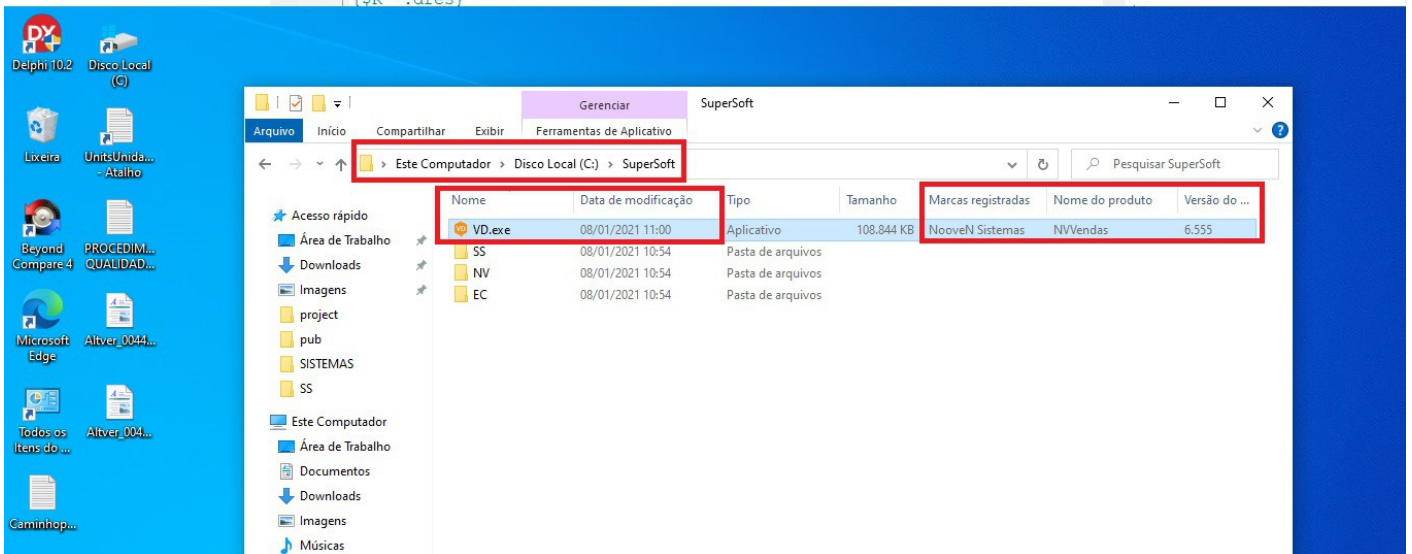 {$R *.dres}
Delphi 10.2
Disco Local
(C)
Lixeira
UnitsUnida...
- Atalho
Beyond
Compare 4
PROCEDIM...
QUALIDAD...
Microsoft
Edge
Altver_0044...
Todos os
Itens do ...
Altver_004...
Caminhop...
Gerenciar
SuperSoft
Arquivo
Início
Compartilhar
Exibir
Ferramentas de Aplicativo
Este Computador > Disco Local (C:) > SuperSoft
Pesquisar SuperSoft
Acesso rápido
Área de Trabalho
Downloads
Imagens
project
pub
SISTEMAS
SS
Este Computador
Área de Trabalho
Documentos
Downloads
Imagens
Músicas
Nome Data de modificação Tipo Tamanho Marcas registradas Nome do produto Versão do ...
VD.exe 08/01/2021 11:00 Aplicativo 108.844 KB NooveN Sistemas NVVendas 6.555
SS 08/01/2021 10:54 Pasta de arquivos
NV 08/01/2021 10:54 Pasta de arquivos
EC 08/01/2021 10:54 Pasta de arquivos